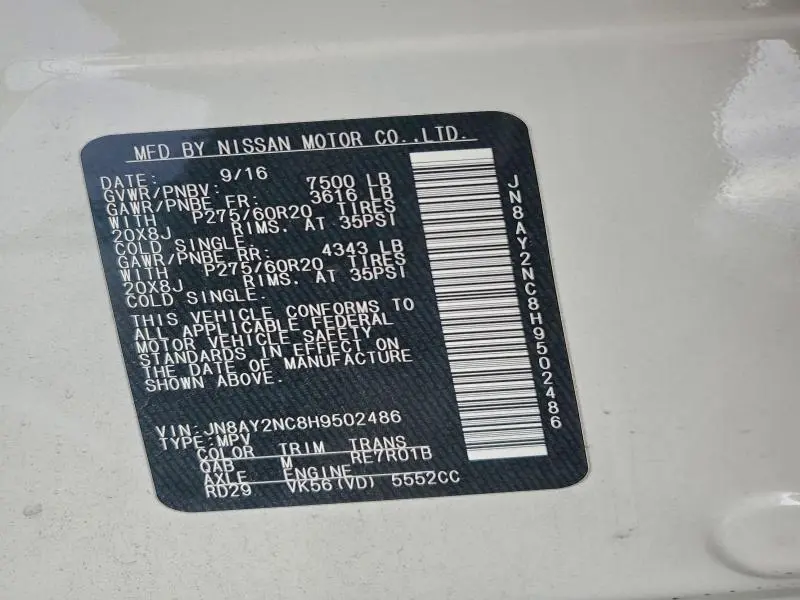 MFD BY NISSAN MOTOR CO.,LTD.
DATE: 9/16
GVWR/PNBV: 7500 LB
GAWR/PNBE FR: 3616 LB
WITH P275/60R20 TIRES
20X8J RIMS. AT 35PSI
COLD SINGLE.
GAWR/PNBE RR: 4343 LB
WITH P275/60R20 TIRES
20X8J RIMS. AT 35PSI
COLD SINGLE.
THIS VEHICLE CONFORMS TO
ALL APPLICABLE FEDERAL
MOTOR VEHICLE SAFETY
STANDARDS IN EFFECT ON
THE DATE OF MANUFACTURE
SHOWN ABOVE.
VIN:JN8AY2NC8H9502486
TYPE:MPV
COLOR TRIM TRANS
QAB M RE7R01B
AXLE ENGINE
RD29 VK56(VD) 5552CC
JN8AY2NC8H9502486